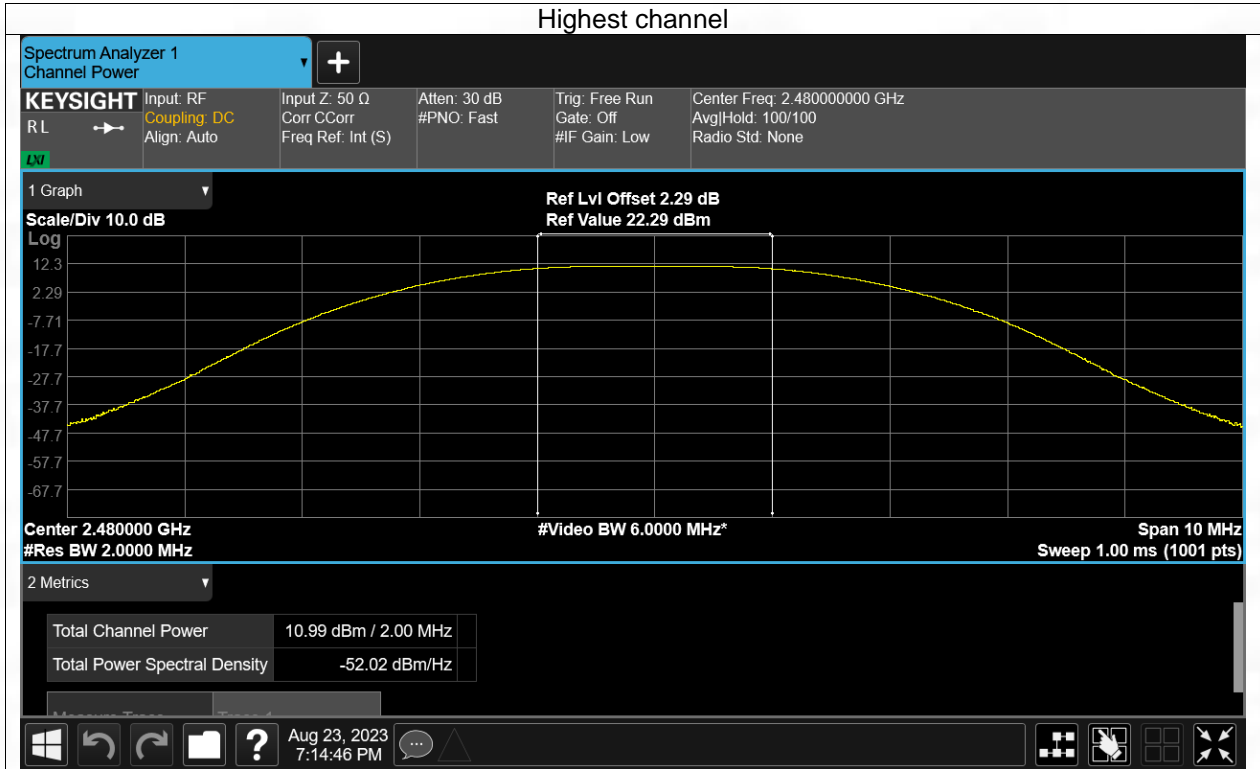 Highest channel
Spectrum Analyzer 1
Channel Power
KEYSIGHT
R L
LXI
Input: RF
Coupling: DC
Align: Auto
Input Z: 50 Ω
Corr CCorr
Freq Ref: Int (S)
Atten: 30 dB
#PNO: Fast
Trig: Free Run
Gate: Off
#IF Gain: Low
Center Freq: 2.480000000 GHz
Avg|Hold: 100/100
Radio Std: None
1 Graph
Scale/Div 10.0 dB
Ref Lvl Offset 2.29 dB
Ref Value 22.29 dBm
Log
12.3
2.29
-7.71
-17.7
-27.7
-37.7
-47.7
-57.7
-67.7
Center 2.480000 GHz
#Res BW 2.0000 MHz
#Video BW 6.0000 MHz*
Span 10 MHz
Sweep 1.00 ms (1001 pts)
2 Metrics
Total Channel Power 10.99 dBm / 2.00 MHz
Total Power Spectral Density -52.02 dBm/Hz
?
Aug 23, 2023
7:14:46 PM